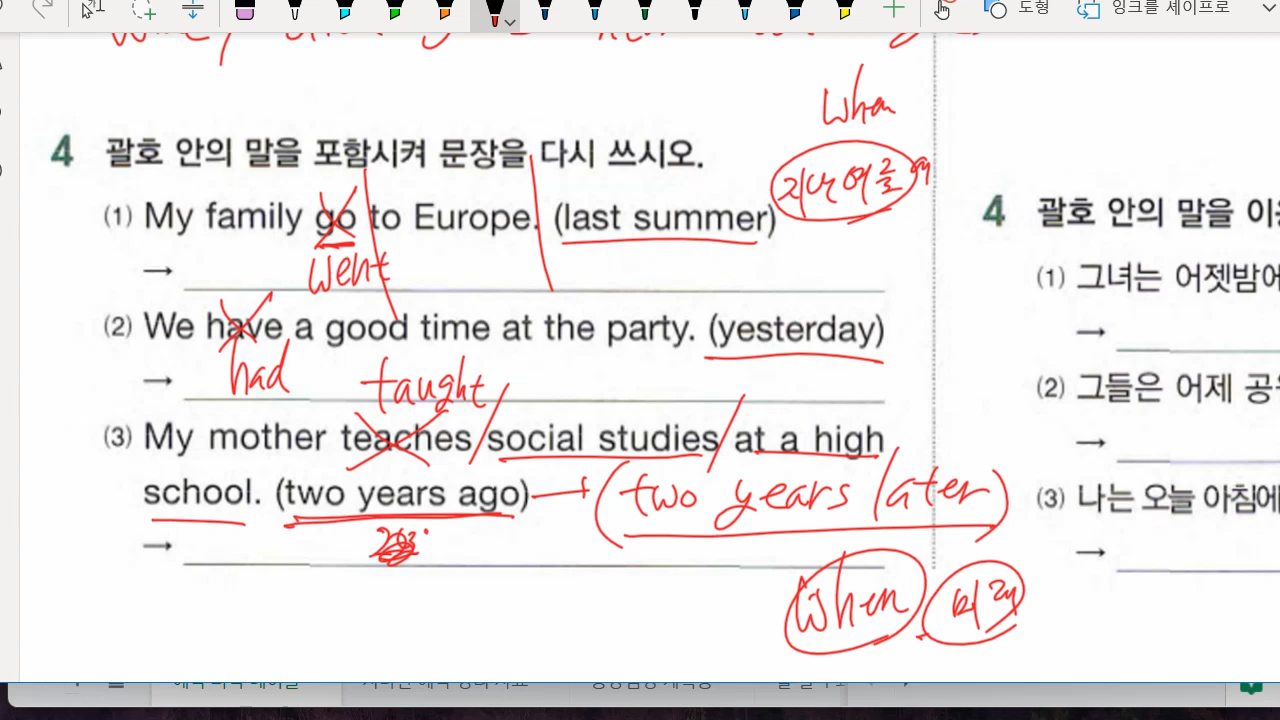 도형
잉크를 셰이프로
when
4 괄호 안의 말을 포함시켜 문장을 다시 쓰시오.
지난 여름에
(1) My family go to Europe. (last summer)
→ went
(2) We have a good time at the party. (yesterday)
→ had
taught
(3) My mother teaches social studies at a high
school. (two years ago) → (two years later)
→
when 미래
4 괄호 안의 말을
(1) 그녀는 어젯밤에
→
(2) 그들은 어제
→
(3) 나는 오늘 아침에
→